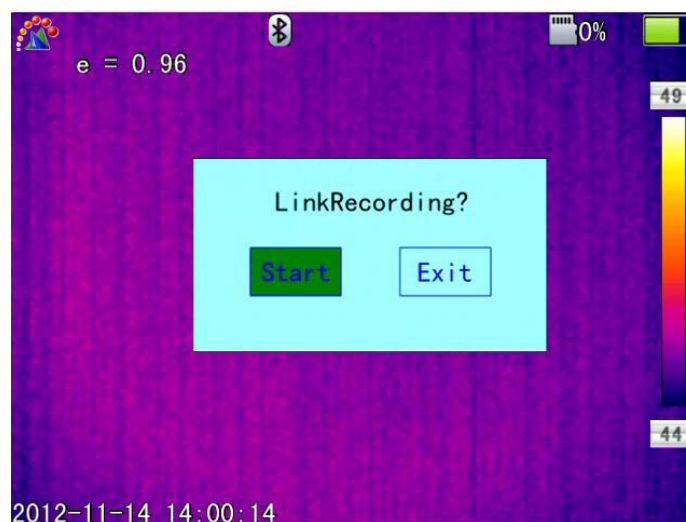 0%
e = 0.96
49
LinkRecording?
Start Exit
44
2012-11-14 14:00:14